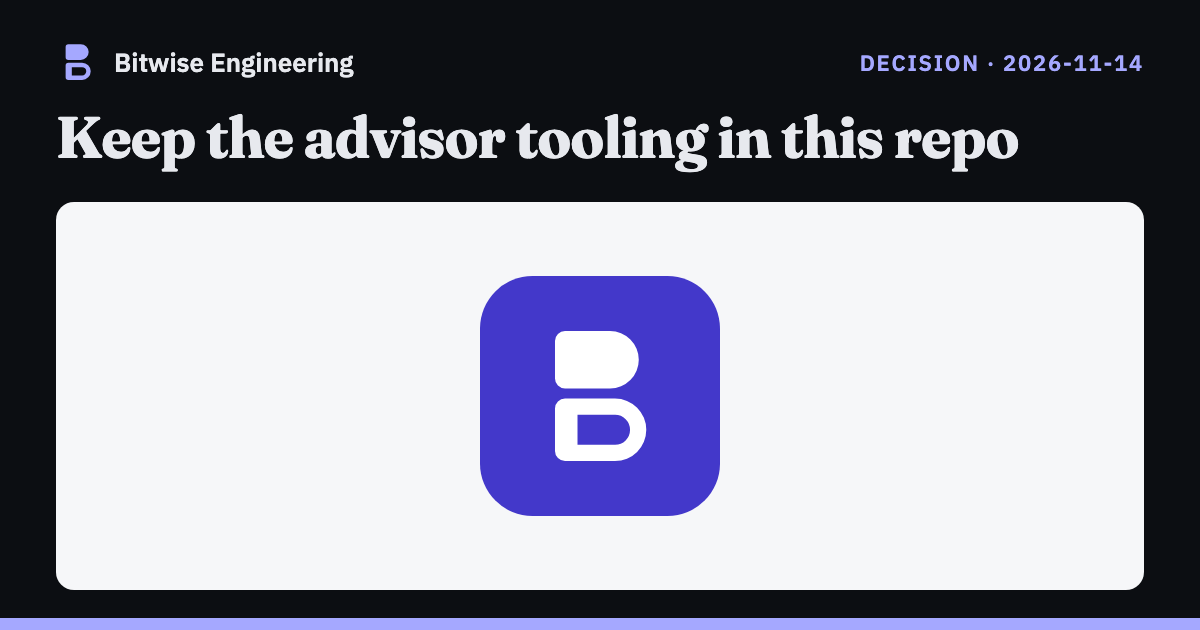 Bitwise Engineering
DECISION · 2026-11-14
Keep the advisor tooling in this repo